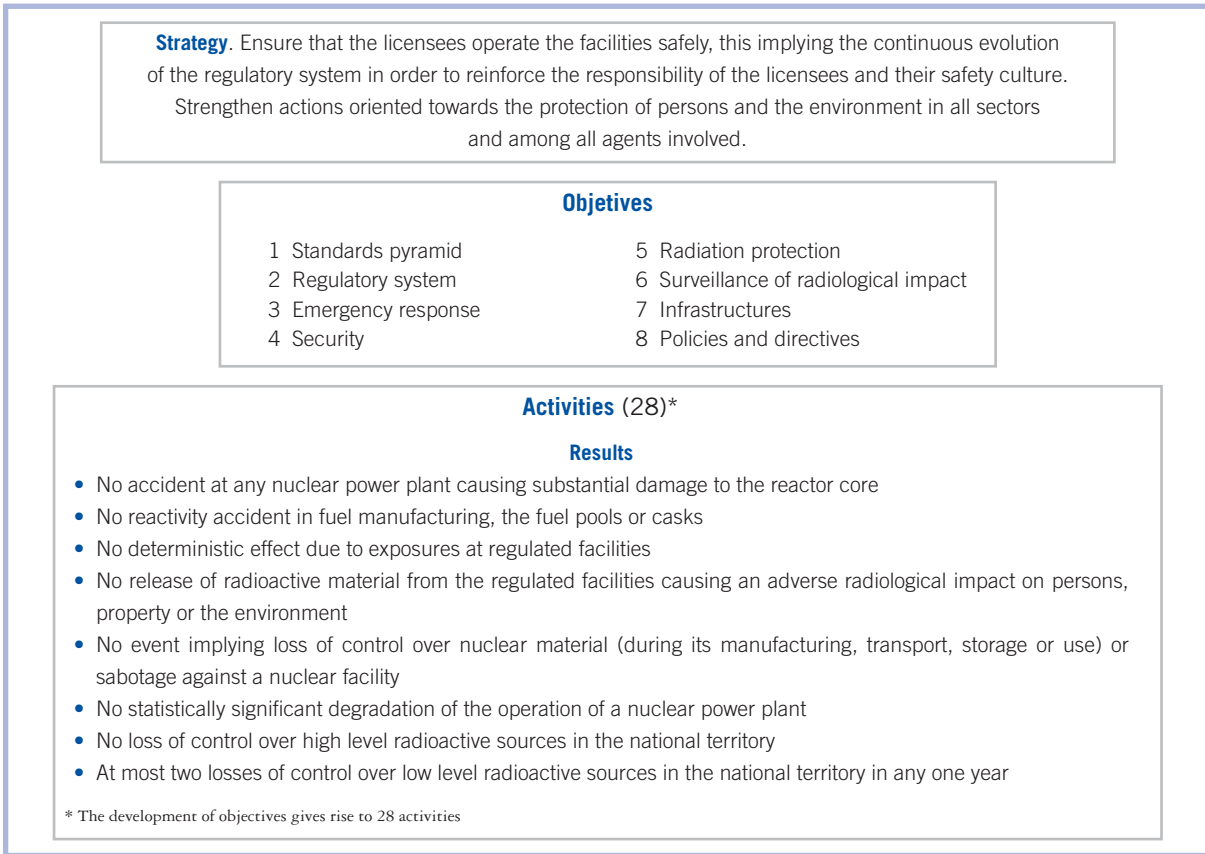 Strategy. Ensure that the licensees operate the facilities safely, this implying the continuous evolution
of the regulatory system in order to reinforce the responsibility of the licensees and their safety culture.
Strengthen actions oriented towards the protection of persons and the environment in all sectors
and among all agents involved.
Objetives
1 Standards pyramid
2 Regulatory system
3 Emergency response
4 Security
5 Radiation protection
6 Surveillance of radiological impact
7 Infrastructures
8 Policies and directives
Activities (28)*
Results
• No accident at any nuclear power plant causing substantial damage to the reactor core
• No reactivity accident in fuel manufacturing, the fuel pools or casks
• No deterministic effect due to exposures at regulated facilities
• No release of radioactive material from the regulated facilities causing an adverse radiological impact on persons,
property or the environment
• No event implying loss of control over nuclear material (during its manufacturing, transport, storage or use) or
sabotage against a nuclear facility
• No statistically significant degradation of the operation of a nuclear power plant
• No loss of control over high level radioactive sources in the national territory
• At most two losses of control over low level radioactive sources in the national territory in any one year
* The development of objectives gives rise to 28 activities